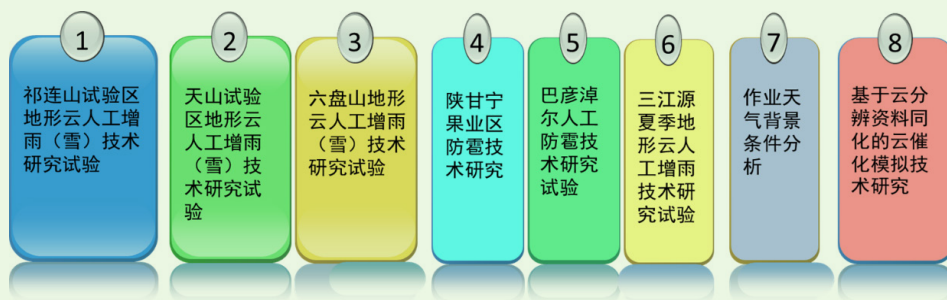 1
祁连山试验区
地形云人工增
雨（雪）技术
研究试验
2
天山试验
区地形云
人工增雨
（雪）技
术研究试
验
3
六盘山地形
云人工增雨
（雪）技术
研究试验
4
陕甘宁
果业区
防雹技
术研究
5
巴彦淖
尔人工
防雹技
术研究
试验
6
三江源
夏季地
形云人
工增雨
技术研
究试验
7
作业天
气背景
条件分
析
8
基于云分
辨资料同
化的云催
化模拟技
术研究